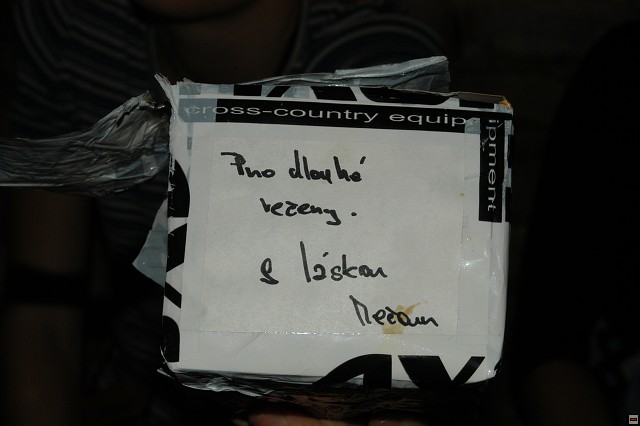 cross-country equip
ipment
Pro dlouhé
večery.
S láskou